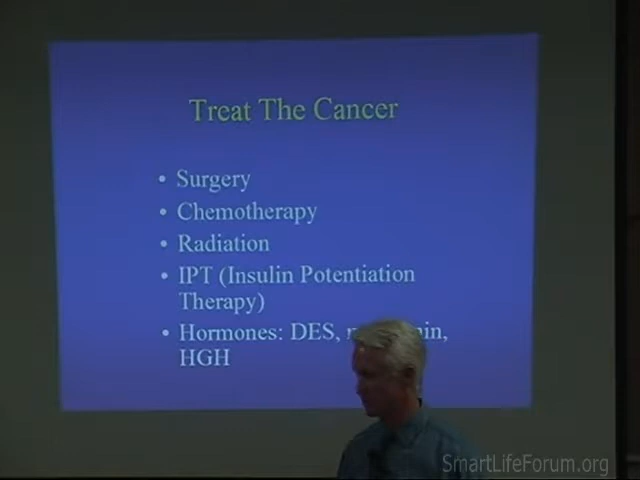 Treat The Cancer
• Surgery
• Chemotherapy
• Radiation
• IPT (Insulin Potentiation
Therapy)
• Hormones: DES,
HGH
SmartLifeForum.org